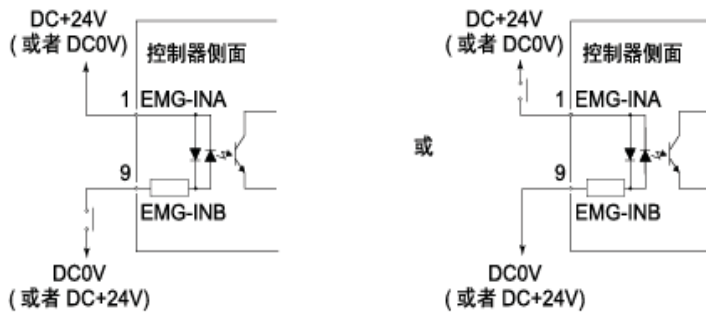 DC+24V
(或者 DC0V)
控制器侧面
1 EMG-INA
9
EMG-INB
DC0V
(或者 DC+24V)
或
DC+24V
(或者 DC0V)
控制器侧面
1 EMG-INA
9
EMG-INB
DC0V
(或者 DC+24V)